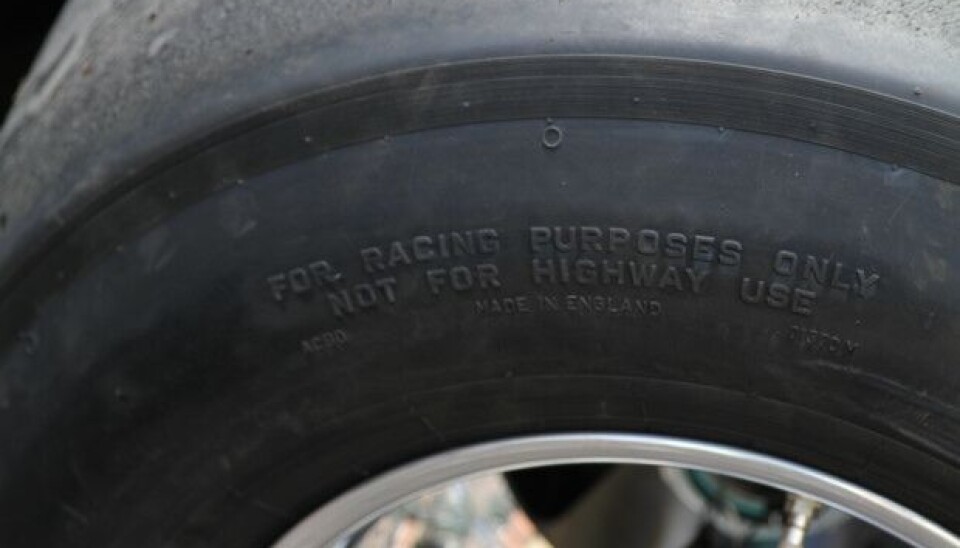 FOR RACING PURPOSES ONLY
NOT FOR HIGHWAY USE
MADE IN ENGLAND